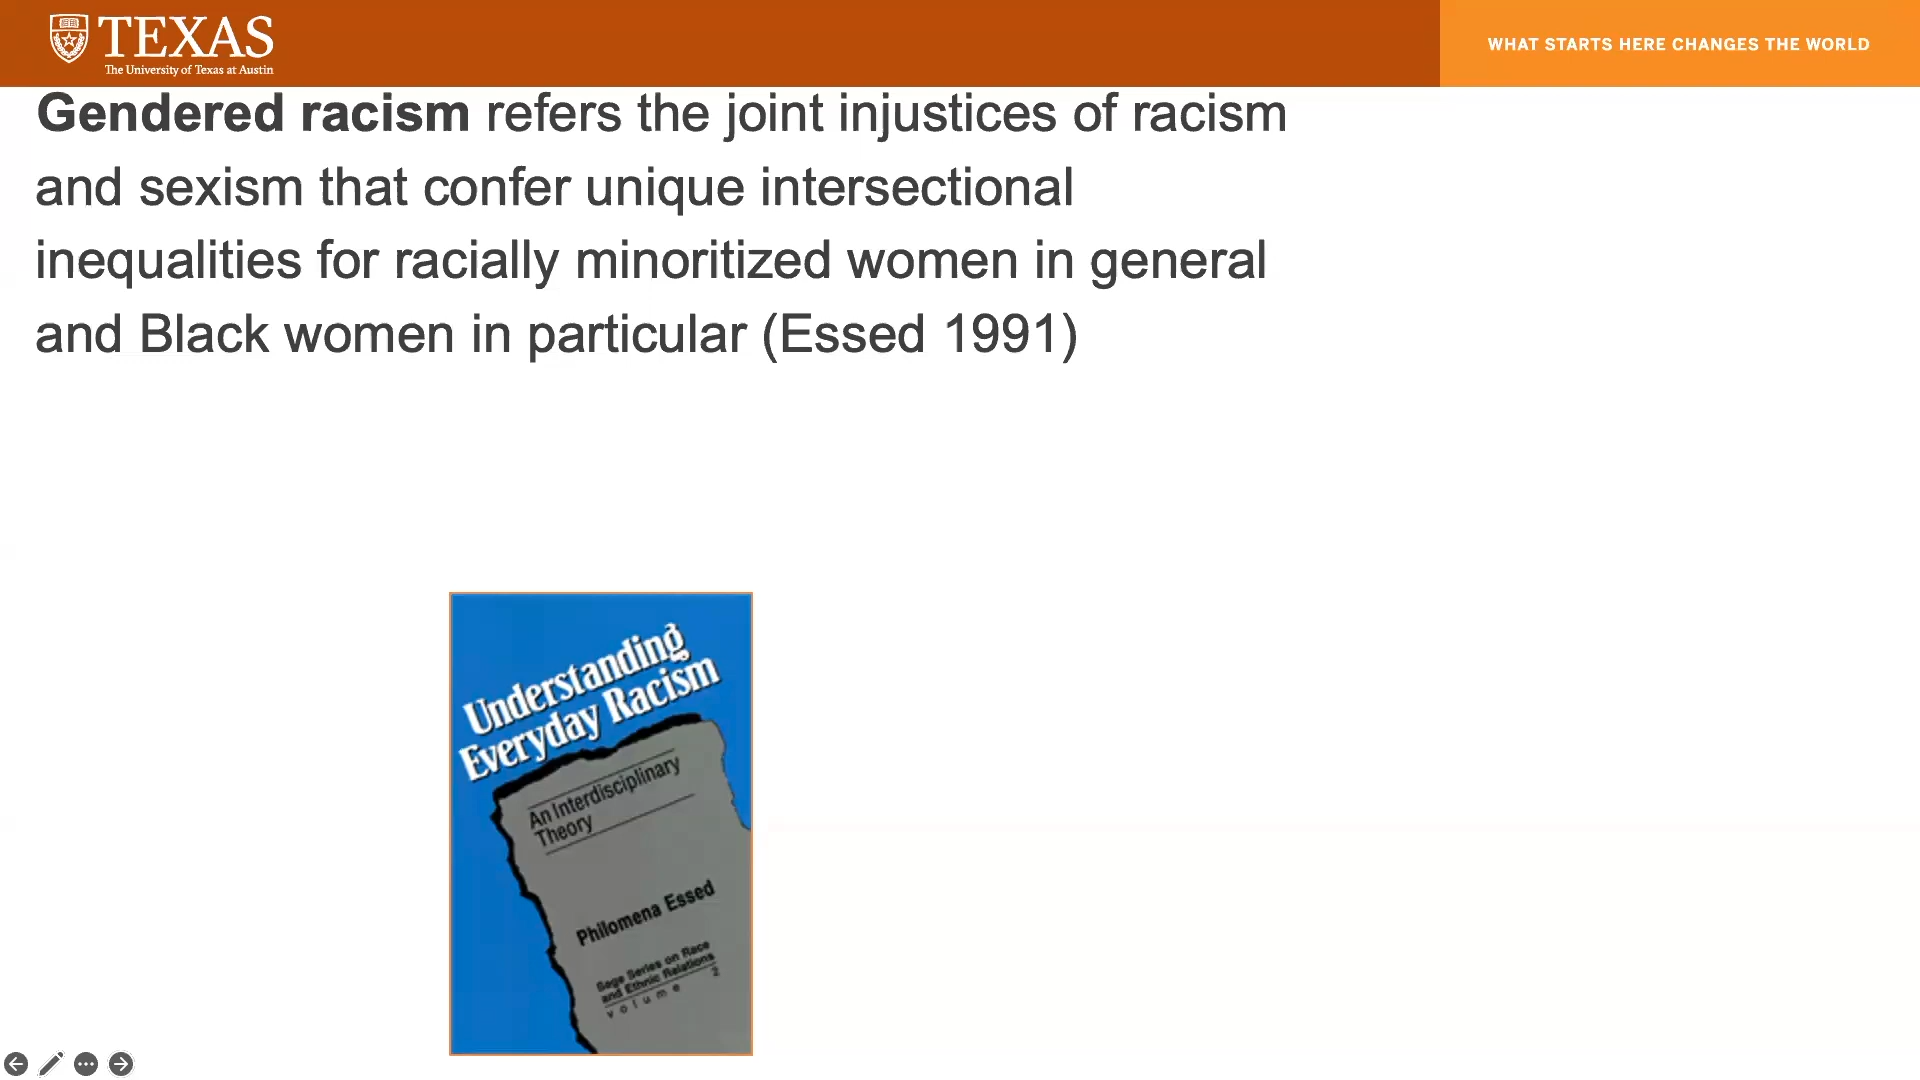 TEXAS
The University of Texas at Austin
WHAT STARTS HERE CHANGES THE WORLD
Gendered racism refers the joint injustices of racism
and sexism that confer unique intersectional
inequalities for racially minoritized women in general
and Black women in particular (Essed 1991)
Understanding
Everyday Racism
An Interdisciplinary
Theory
Philomena Essed
Sage Series on Race
and Ethnic Relations
volume 2